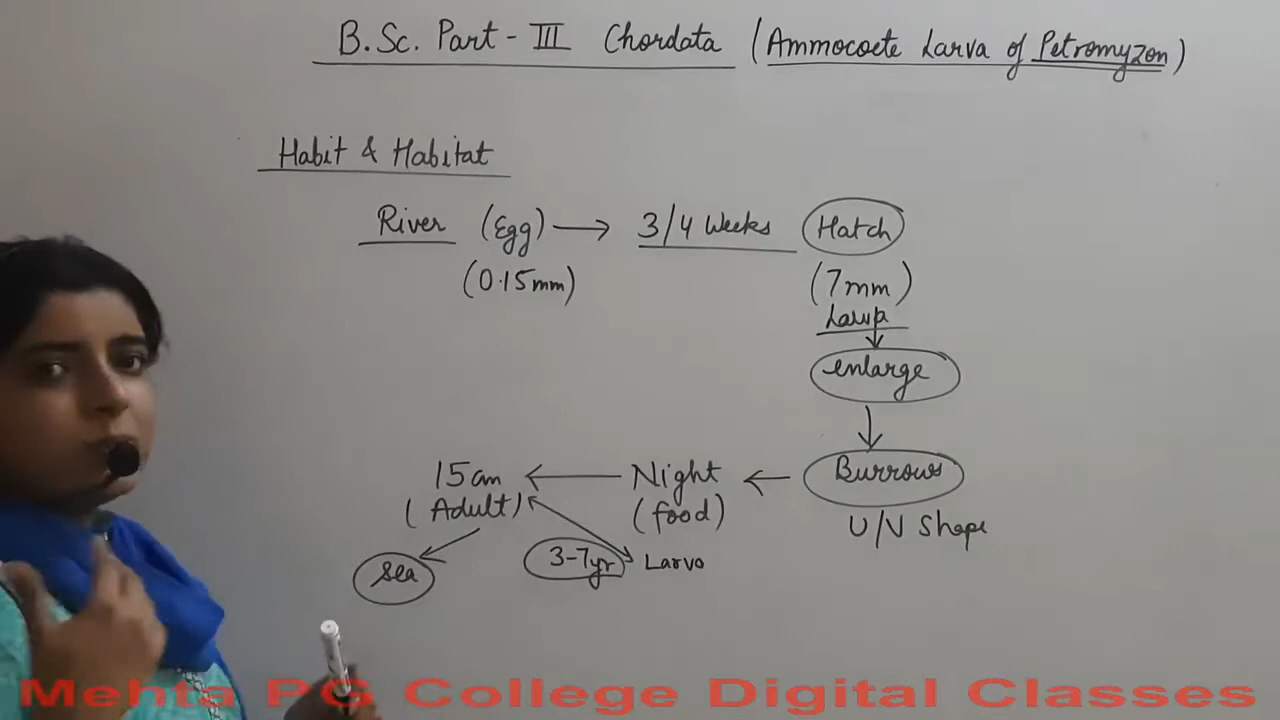 B.Sc. Part - III Chordata (Ammocoete Larva of Petromyzon)
Habit & Habitat
River (Egg) → 3/4 Weeks Hatch
(0.15mm) (7mm)
Larva
enlarge
Burrows
U/V Shape
15cm ← Night ←
(Adult) (food)
Sea 3-7yr Larva
Mehta PG College Digital Classes